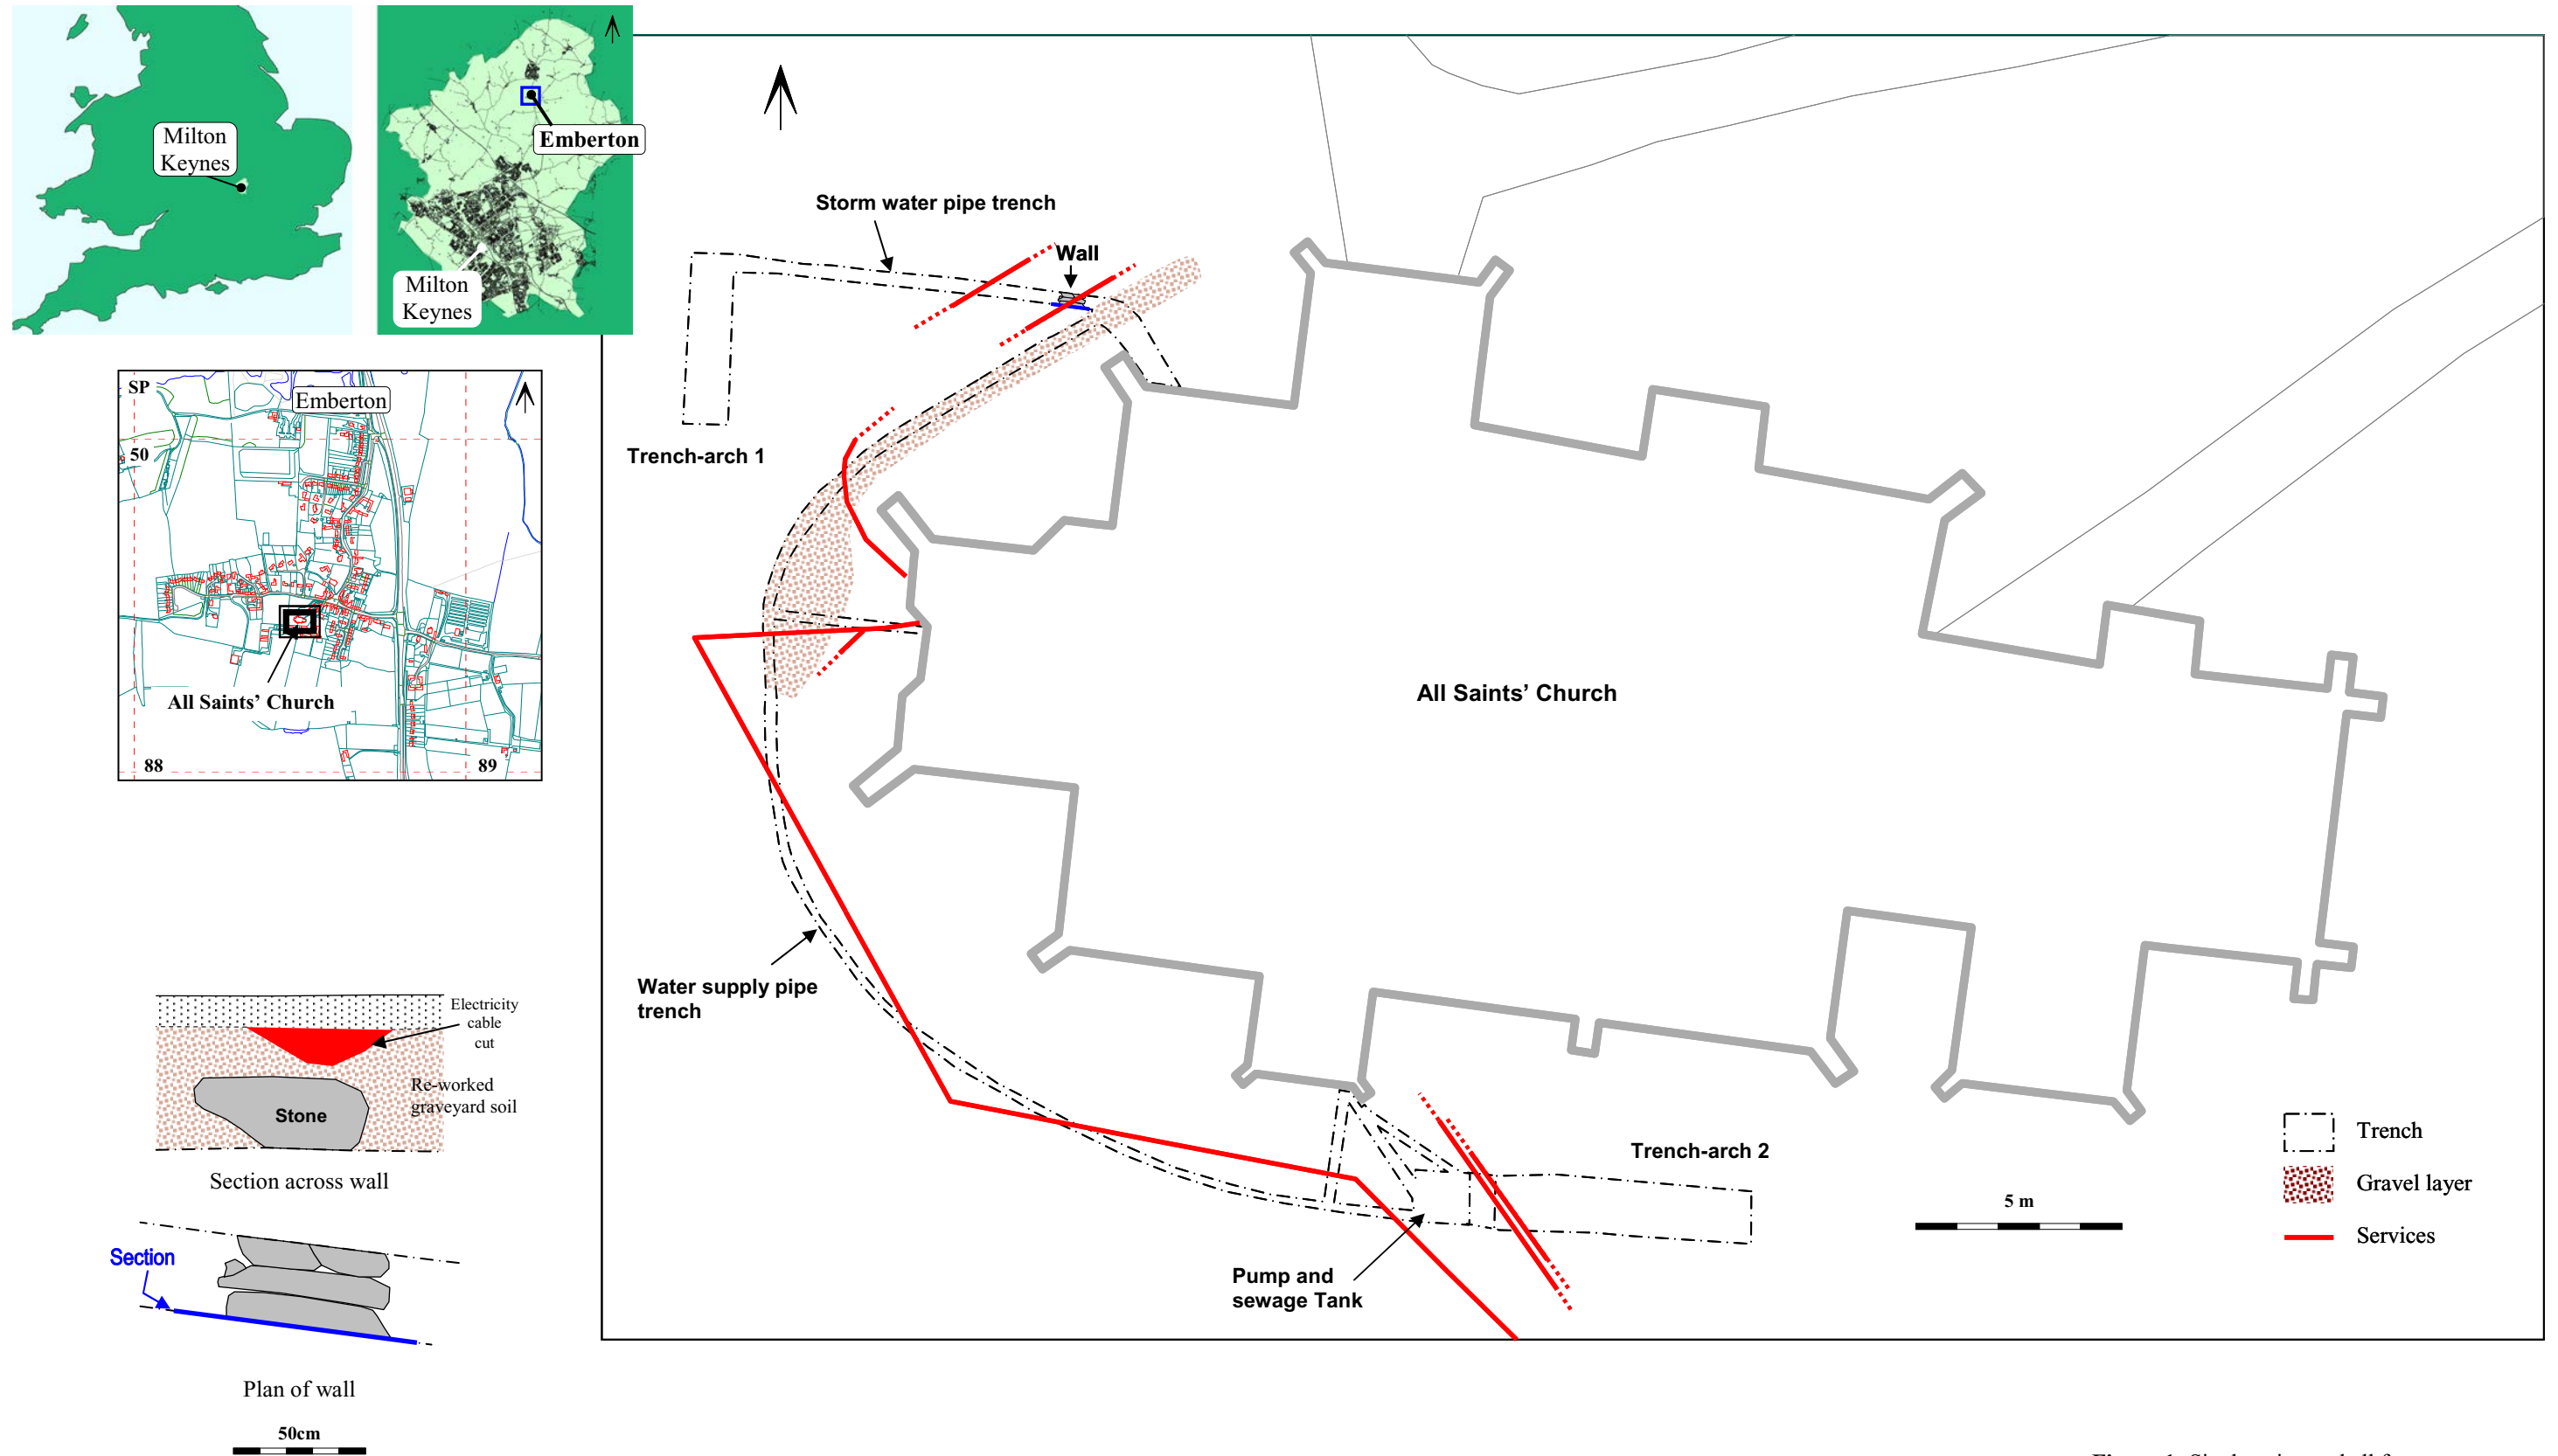 Milton
Keynes
Emberton
Milton
Keynes
SP
Emberton
50
All Saints’ Church
88
89
Storm water pipe trench
Wall
Trench-arch 1
All Saints’ Church
Water supply pipe
trench
Trench-arch 2
Pump and
sewage Tank
5 m
Trench
Gravel layer
Services
Electricity
cable
cut
Re-worked
graveyard soil
Stone
Section across wall
Section
Plan of wall
50cm